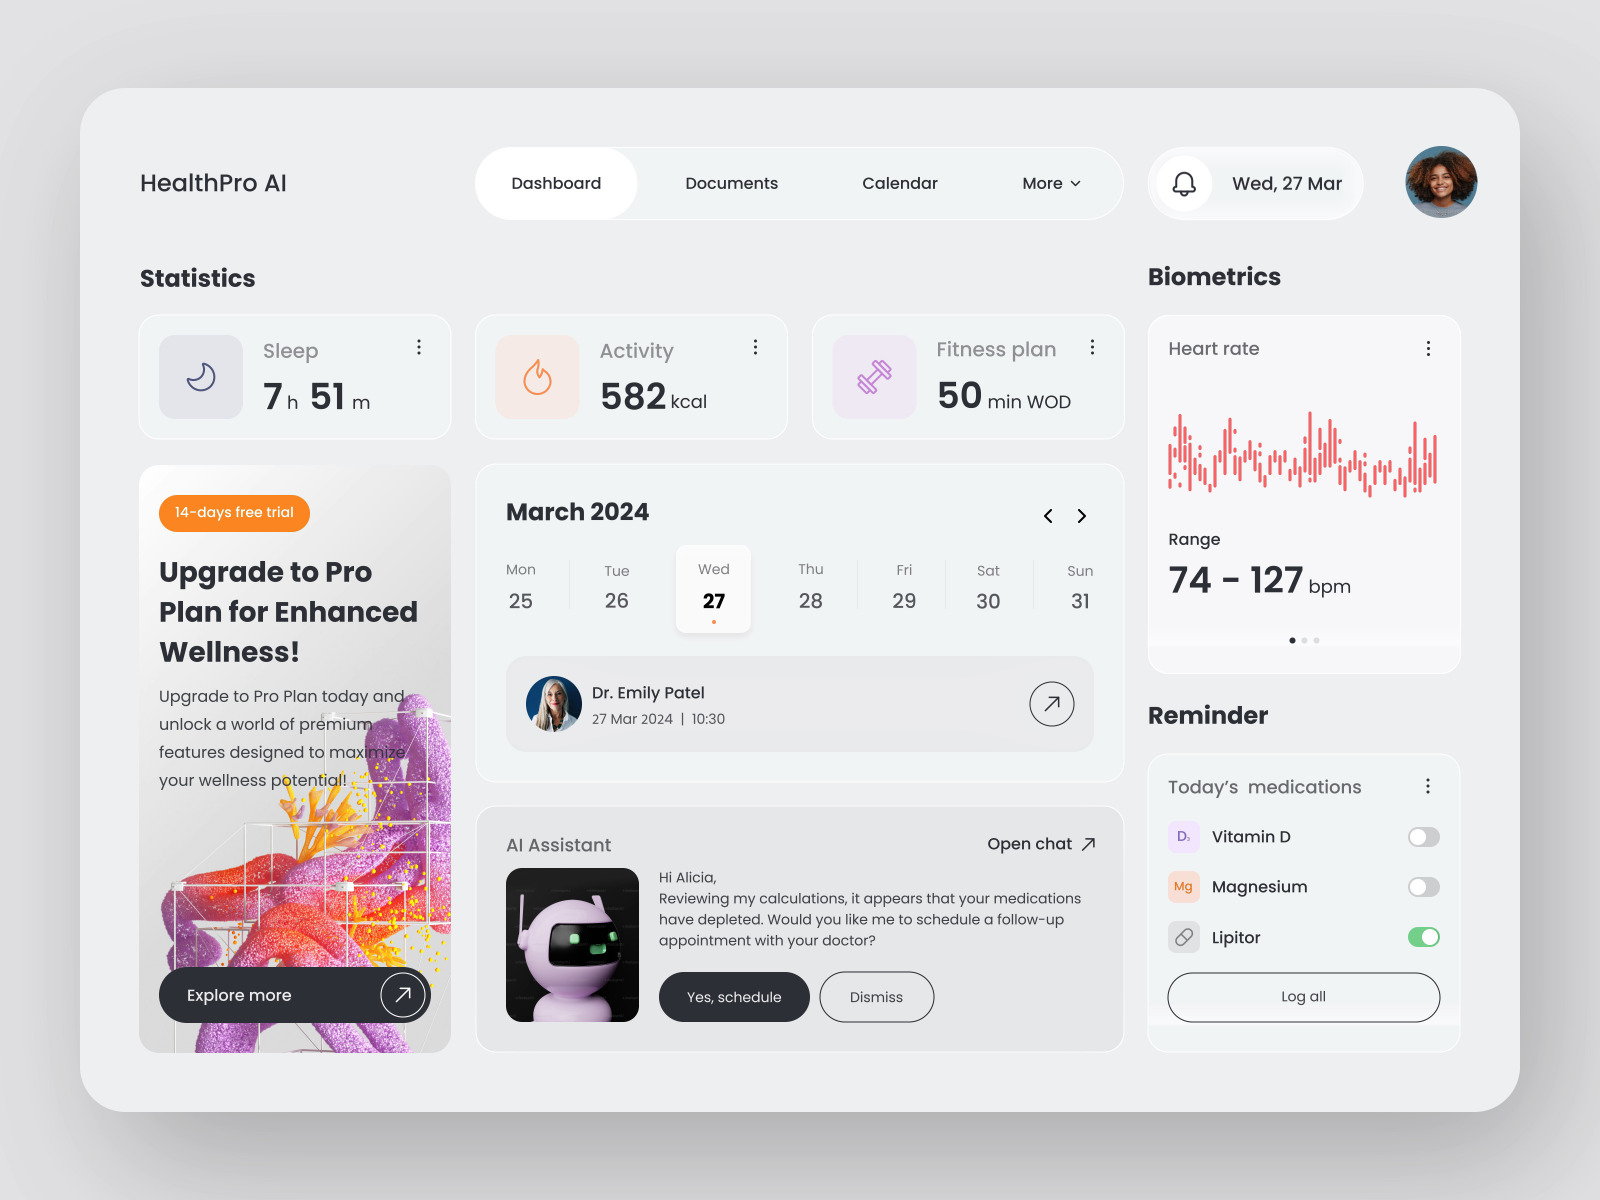 HealthPro AI
Dashboard
Documents
Calendar
More
Wed, 27 Mar
Statistics
Sleep
7 h 51 m
Activity
582 kcal
Fitness plan
50 min WOD
14-days free trial
Upgrade to Pro
Plan for Enhanced
Wellness!
Upgrade to Pro Plan today and
unlock a world of premium
features designed to maximize
your wellness potential!
Explore more
March 2024
Mon
Tue
Wed
Thu
Fri
Sat
Sun
25
26
27
28
29
30
31
Dr. Emily Patel
27 Mar 2024 | 10:30
AI Assistant
Open chat
Hi Alicia,
Reviewing my calculations, it appears that your medications
have depleted. Would you like me to schedule a follow-up
appointment with your doctor?
Yes, schedule
Dismiss
Biometrics
Heart rate
Range
74 - 127 bpm
Reminder
Today's medications
D₃ Vitamin D
Mg Magnesium
Lipitor
Log all